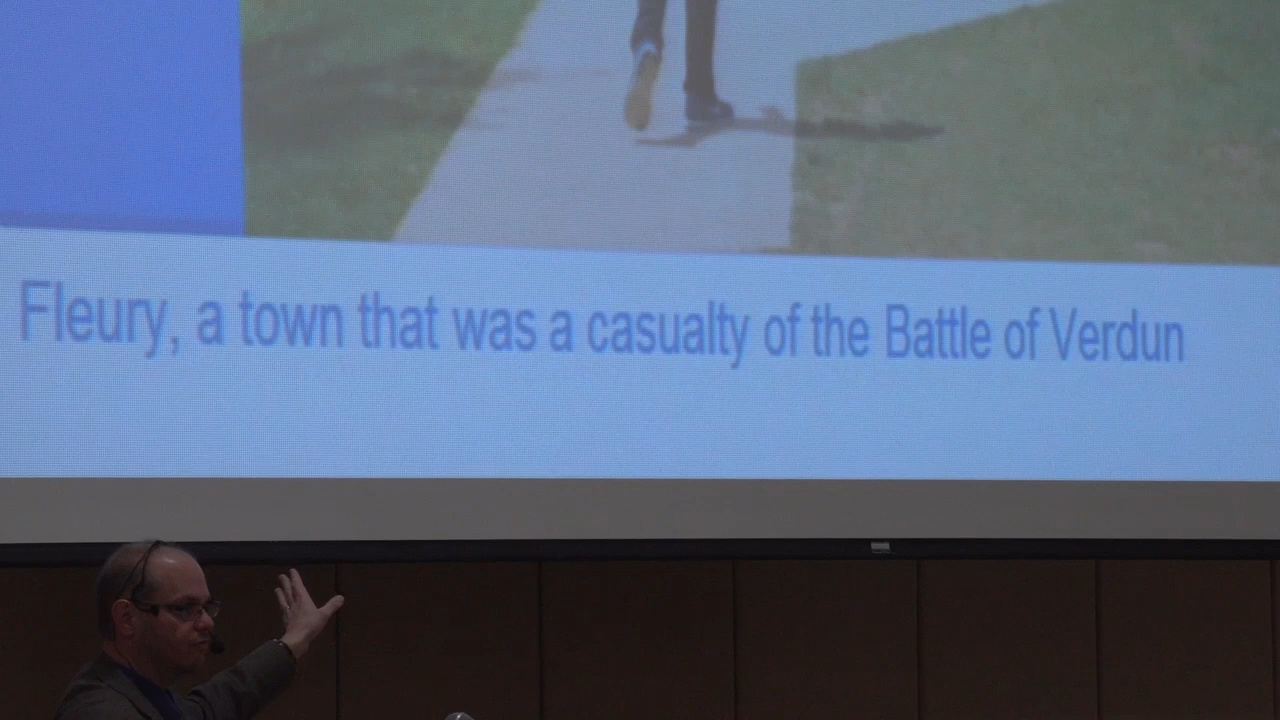 Fleury, a town that was a casualty of the Battle of Verdun